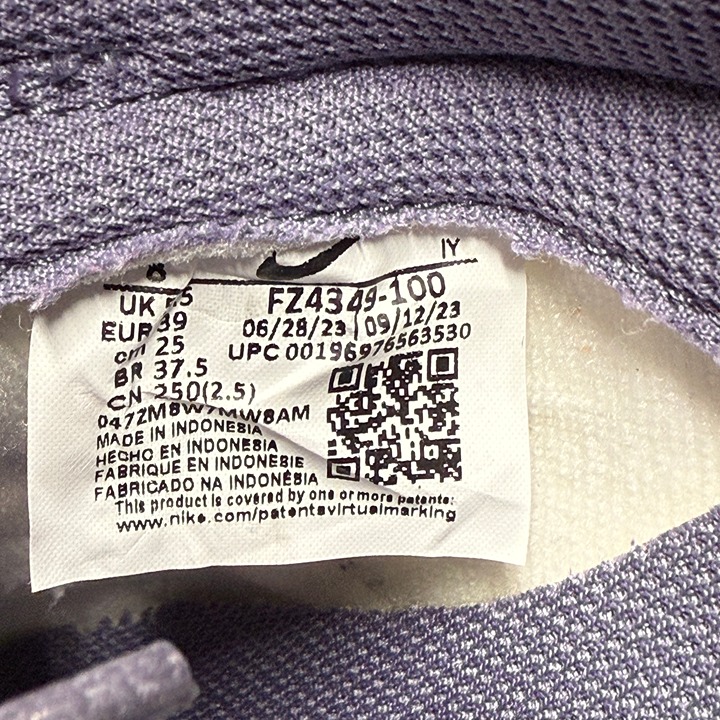 IY
8
UK 5.5
FZ4349-100
EUR 39
06/28/23 | 09/12/23
cm 25
UPC 00196976563530
BR 37.5
CN 250(2.5)
047ZM8W7MW8AM
MADE IN INDONESIA
HECHO EN INDONESIA
FABRIQUE EN INDONESIE
FABRICADO NA INDONÉSIA
This product is covered by one or more patents:
www.nike.com/patentsvirtualmarking